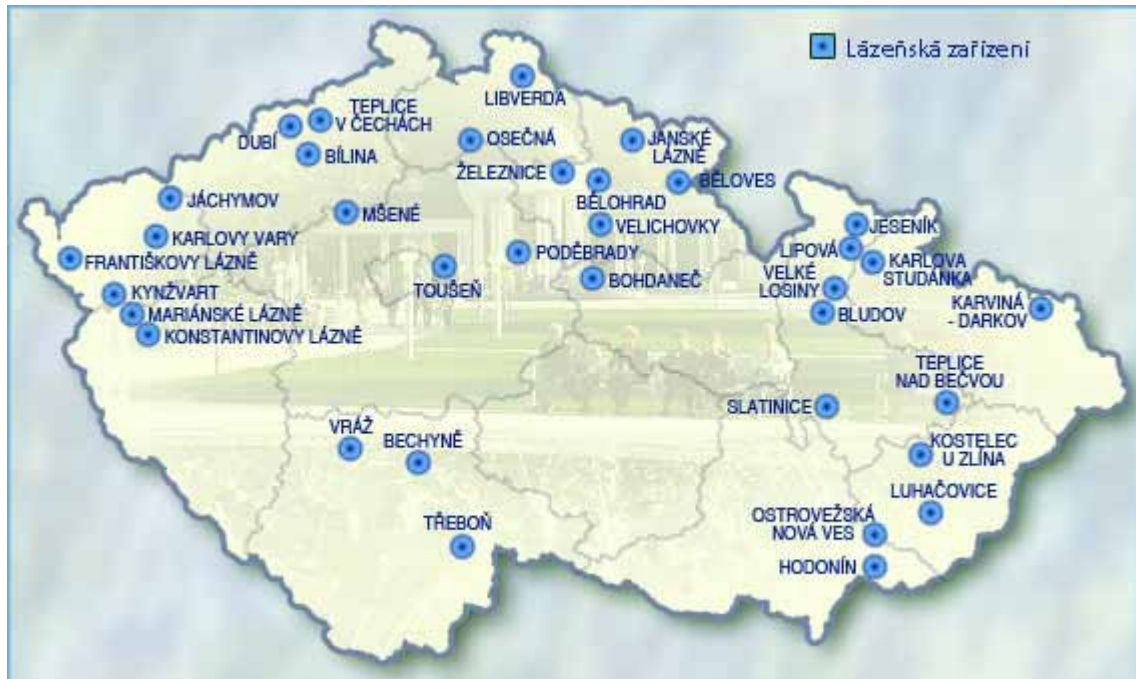 Lázeňská zařízení
LIBVERDA
TEPLICE
V ČECHÁCH
DUBÍ
BÍLINA
OSEČNÁ
JANSKÉ
LÁZNĚ
ŽELEZNICE
BĚLOVES
BĚLOHRAD
JÁCHYMOV
MŠENÉ
VELICHOVKY
JESENÍK
KARLOVY VARY
LIPOVÁ
PODĚBRADY
FRANTIŠKOVY LÁZNĚ
KARLOVA
STUDÁNKA
TOUŠEŇ
BOHDANEČ
VELKÉ
LOSINY
KYNŽVART
MARIÁNSKÉ LÁZNĚ
BLUDOV
KARVINÁ
- DARKOV
KONSTANTINOVY LÁZNĚ
TEPLICE
NAD BEČVOU
SLATINICE
VRÁŽ
BECHYNĚ
KOSTELEC
U ZLÍNA
LUHAČOVICE
TŘEBOŇ
OSTROVEŽSKÁ
NOVÁ VES
HODONÍN